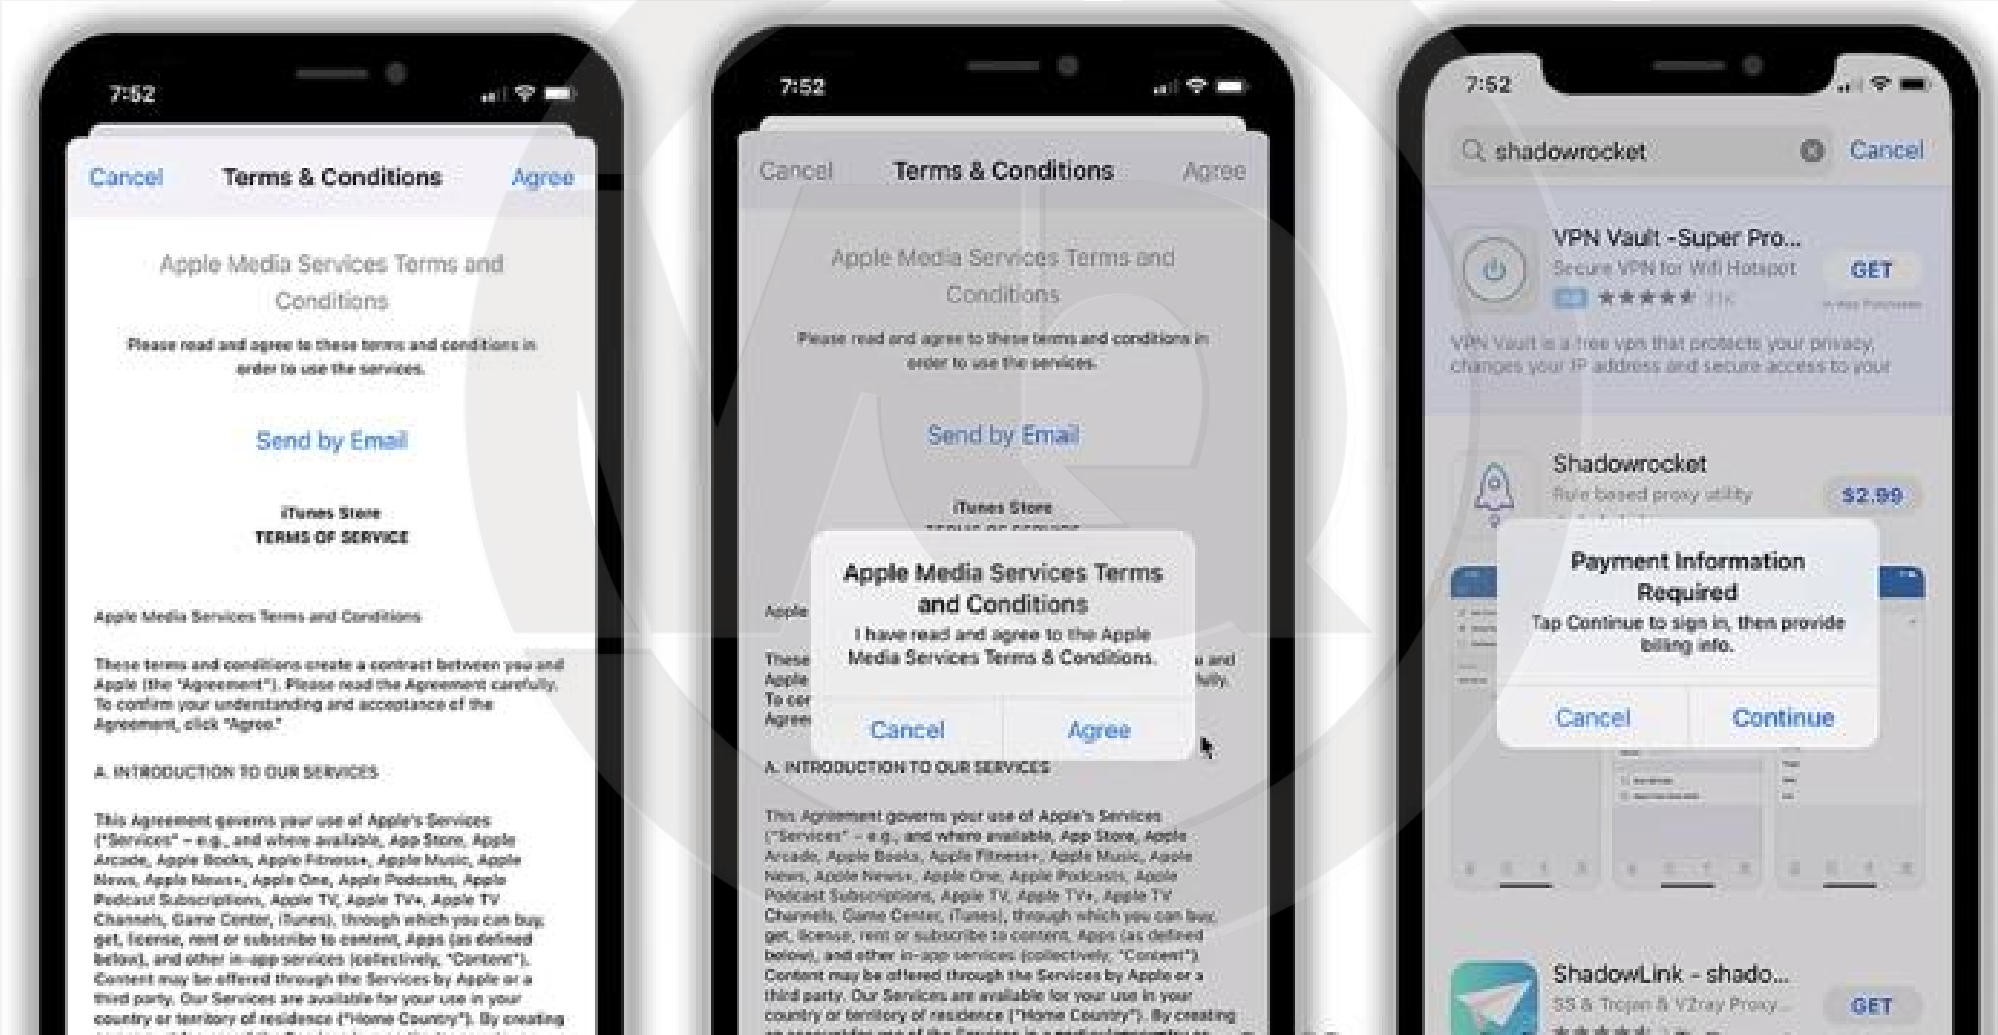 7:52
Cancel
Terms & Conditions
Agree
Apple Media Services Terms and
Conditions
Please read and agree to these terms and conditions in
order to use the services.
Send by Email
iTunes Store
TERMS OF SERVICE
Apple Media Services Terms and Conditions
These terms and conditions create a contract between you and
Apple (the "Agreement"). Please read the Agreement carefully.
To confirm your understanding and acceptance of the
Agreement, click "Agree."
A. INTRODUCTION TO OUR SERVICES
This Agreement governs your use of Apple's Services
("Services" – e.g., and where available, App Store, Apple
Arcade, Apple Books, Apple Fitness+, Apple Music, Apple
News, Apple News+, Apple One, Apple Podcasts, Apple
Podcast Subscriptions, Apple TV, Apple TV+, Apple TV
Channels, Game Center, iTunes), through which you can buy,
get, license, rent or subscribe to content, Apps (as defined
below), and other in-app services (collectively, "Content").
Content may be offered through the Services by Apple or a
third party. Our Services are available for your use in your
country or territory of residence ("Home Country"). By creating
7:52
Cancel
Terms & Conditions
Agree
Apple Media Services Terms and
Conditions
Please read and agree to these terms and conditions in
order to use the services.
Send by Email
iTunes Store
TERMS OF SERVICE
Apple Media Services Terms
and Conditions
I have read and agree to the Apple
Media Services Terms & Conditions.
Cancel
Agree
Apple
These
u and
Apple
fully.
To cor
Agree
A. INTRODUCTION TO OUR SERVICES
This Agreement governs your use of Apple's Services
("Services" – e.g., and where available, App Store, Apple
Arcade, Apple Books, Apple Fitness+, Apple Music, Apple
News, Apple News+, Apple One, Apple Podcasts, Apple
Podcast Subscriptions, Apple TV, Apple TV+, Apple TV
Channels, Game Center, iTunes), through which you can buy,
get, license, rent or subscribe to content, Apps (as defined
below), and other in-app services (collectively, "Content").
Content may be offered through the Services by Apple or a
third party. Our Services are available for your use in your
country or territory of residence ("Home Country"). By creating
7:52
shadowrocket
Cancel
VPN Vault -Super Pro...
Secure VPN for Wifi Hotspot
GET
In-App Purchases
VPN Vault is a free vpn that protects your privacy,
changes your IP address and secure access to your
Shadowrocket
Rule based proxy utility
$2.99
Payment Information
Required
Tap Continue to sign in, then provide
billing info.
Cancel
Continue
ShadowLink - shado...
SS & Trojan & V2ray Proxy...
GET